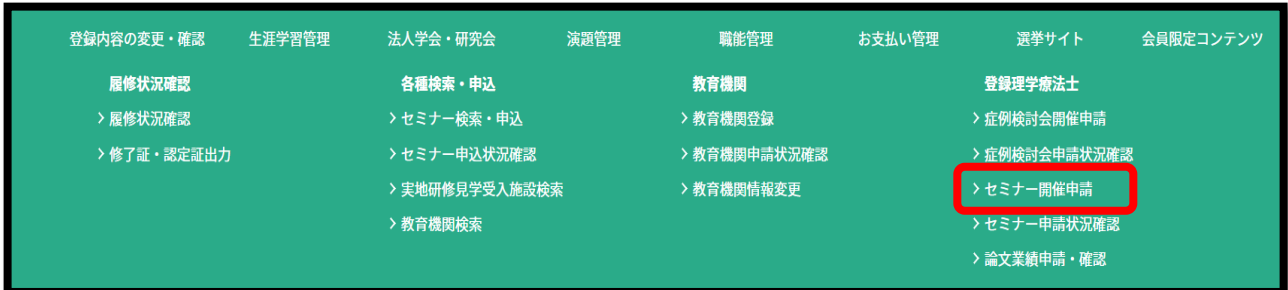 登録内容の変更・確認 生涯学習管理 法人学会・研究会 演題管理 職能管理 お支払い管理 選挙サイト 会員限定コンテンツ
履修状況確認 各種検索・申込 教育機関 登録理学療法士
> 履修状況確認 > セミナー検索・申込 > 教育機関登録 > 症例検討会開催申請
> 修了証・認定証出力 > セミナー申込状況確認 > 教育機関申請状況確認 > 症例検討会申請状況確認
> 実地研修見学受入施設検索 > 教育機関情報変更 > セミナー開催申請
> 教育機関検索 > セミナー申請状況確認
> 論文業績申請・確認